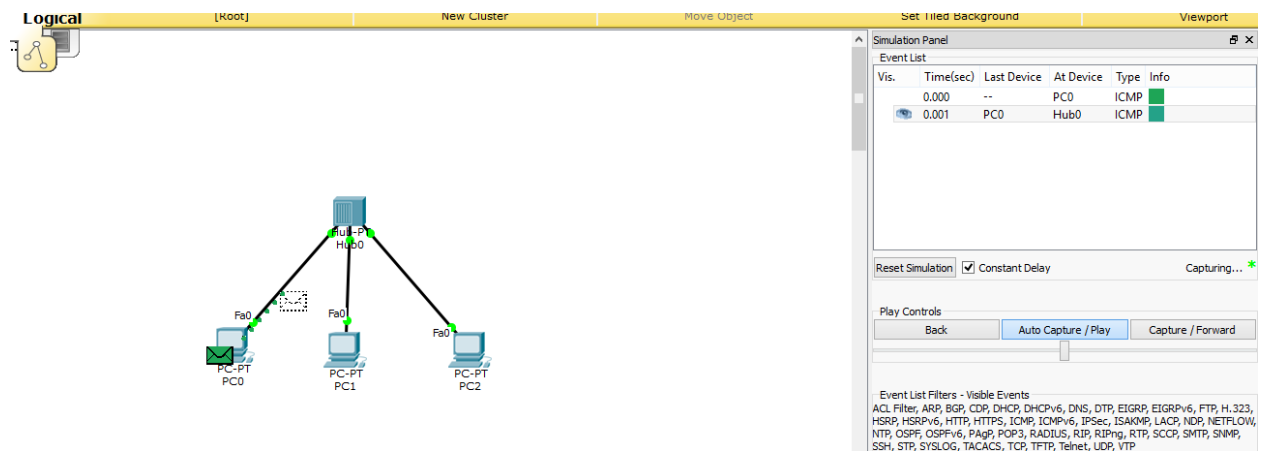 Logical [Root] New Cluster Move Object Set Tiled Background Viewport
Simulation Panel
Event List
Vis. Time(sec) Last Device At Device Type Info
0.000 -- PC0 ICMP
0.001 PC0 Hub0 ICMP
Hub-PT
Hub0
Reset Simulation Constant Delay Capturing... *
Fa0 Fa0 Fa0
Play Controls
Back Auto Capture / Play Capture / Forward
PC-PT PC-PT PC-PT
PC0 PC1 PC2
Event List Filters - Visible Events
ACL Filter, ARP, BGP, CDP, DHCP, DHCPv6, DNS, DTP, EIGRP, EIGRPv6, FTP, H.323,
HSRP, HSRPv6, HTTP, HTTPS, ICMP, ICMPv6, IPSec, ISAKMP, LACP, NDP, NETFLOW,
NTP, OSPF, OSPFv6, PAgP, POP3, RADIUS, RIP, RIPng, RTP, SCCP, SMTP, SNMP,
SSH, STP, SYSLOG, TACACS, TCP, TFTP, Telnet, UDP, VTP